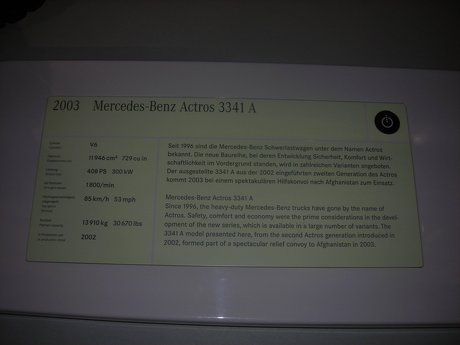 2003 Mercedes-Benz Actros 3341 A
V6
11 946 cm³ 729 cu in
408 PS 300 kW
1 800/min
85 km/h 53 mph
13 910 kg 30 670 lbs
2002
Seit 1996 sind die Mercedes-Benz Schwerlastwagen unter dem Namen Actros
bekannt. Die neue Baureihe, bei deren Entwicklung Sicherheit, Komfort und Wirt-
schaftlichkeit im Vordergrund standen, wird in zahlreichen Varianten angeboten.
Der ausgestellte 3341 A aus der 2002 eingeführten zweiten Generation des Actros
kommt 2003 bei einem spektakulären Hilfskonvoi nach Afghanistan zum Einsatz.
Mercedes-Benz Actros 3341 A
Since 1996, the heavy-duty Mercedes-Benz trucks have gone by the name of
Actros. Safety, comfort and economy were the prime considerations in the devel-
opment of the new series, which is available in a large number of variants. The
3341 A model presented here, from the second Actros generation introduced in
2002, formed part of a spectacular relief convoy to Afghanistan in 2003.